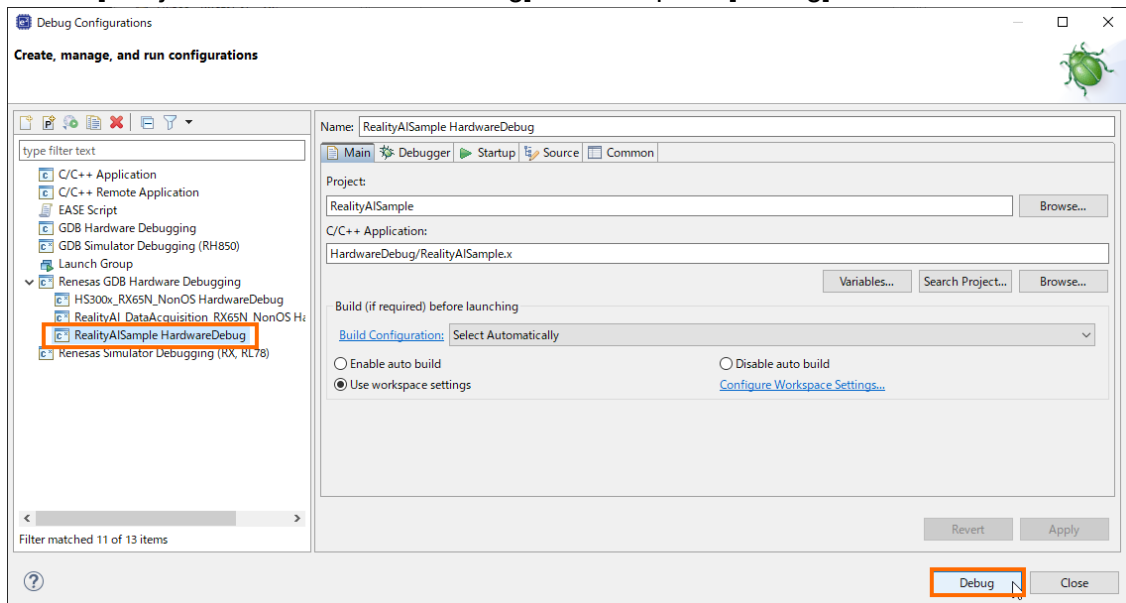 Debug Configurations
Create, manage, and run configurations
type filter text
C/C++ Application
C/C++ Remote Application
EASE Script
GDB Hardware Debugging
GDB Simulator Debugging (RH850)
Launch Group
Renesas GDB Hardware Debugging
HS300x_RX65N_NonOS HardwareDebug
RealityAI_DataAcquisition_RX65N_NonOS Ha
RealityAISample HardwareDebug
Renesas Simulator Debugging (RX, RL78)
Filter matched 11 of 13 items
Name: RealityAISample HardwareDebug
Main Debugger Startup Source Common
Project:
RealityAISample Browse...
C/C++ Application:
HardwareDebug/RealityAISample.x
Variables... Search Project... Browse...
Build (if required) before launching
Build Configuration: Select Automatically
Enable auto build Disable auto build
Use workspace settings Configure Workspace Settings...
Revert Apply
Debug Close